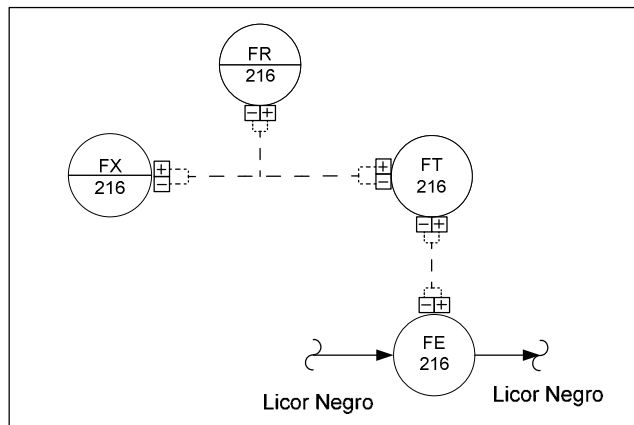 FR
216
− +
FX
216
+
−
+
−
FT
216
− +
− +
FE
216
Licor Negro
Licor Negro